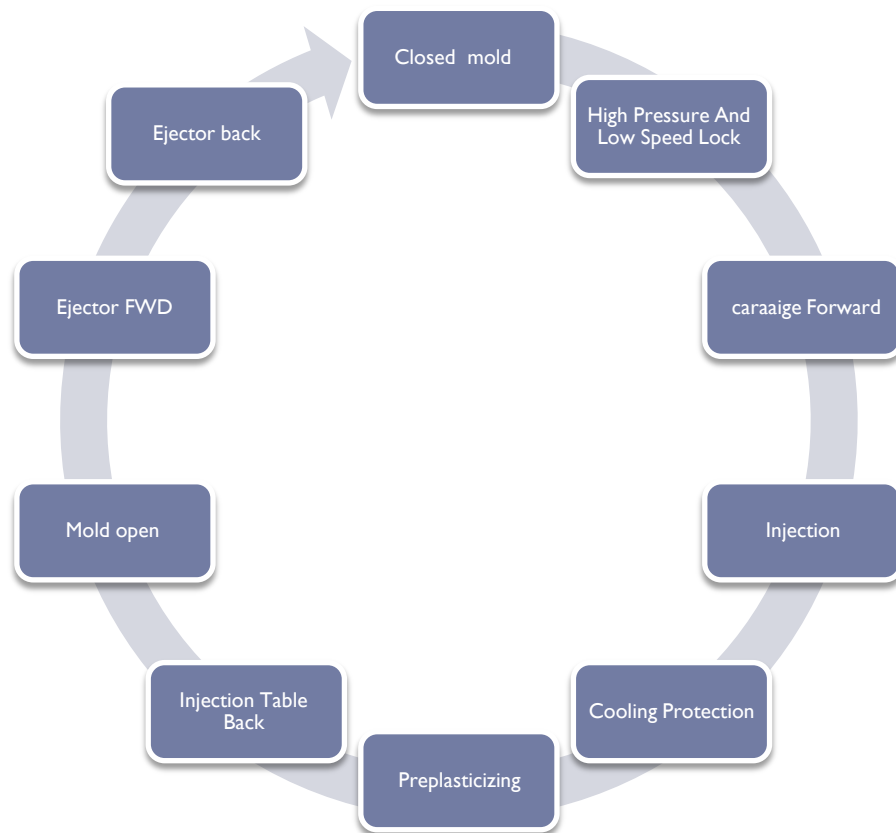 Closed mold
High Pressure And
Low Speed Lock
caraaige Forward
Injection
Cooling Protection
Preplasticizing
Injection Table
Back
Mold open
Ejector FWD
Ejector back